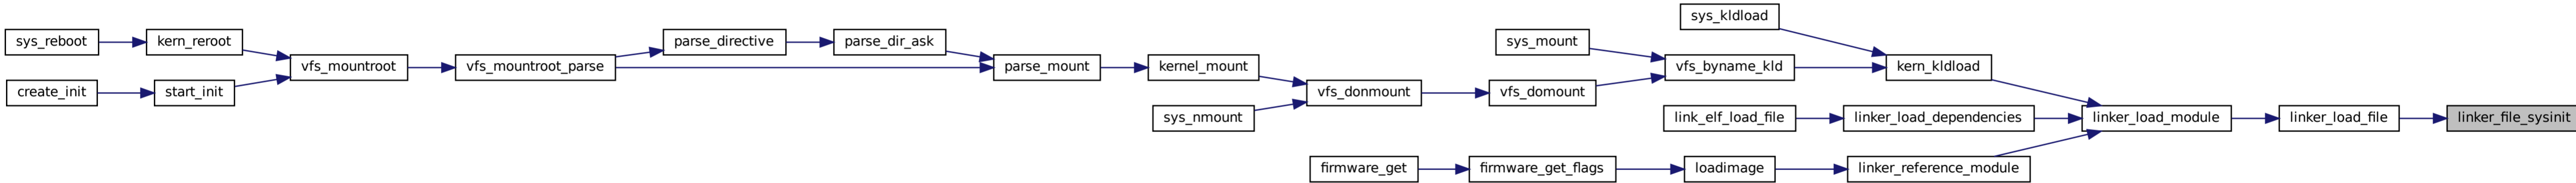 sys_kldload
sys_reboot
kern_reroot
parse_directive
parse_dir_ask
sys_mount
vfs_mountroot
vfs_mountroot_parse
parse_mount
kernel_mount
vfs_byname_kld
kern_kldload
create_init
start_init
vfs_donmount
vfs_domount
sys_nmount
link_elf_load_file
linker_load_dependencies
linker_load_module
linker_load_file
linker_file_sysinit
firmware_get
firmware_get_flags
loadimage
linker_reference_module